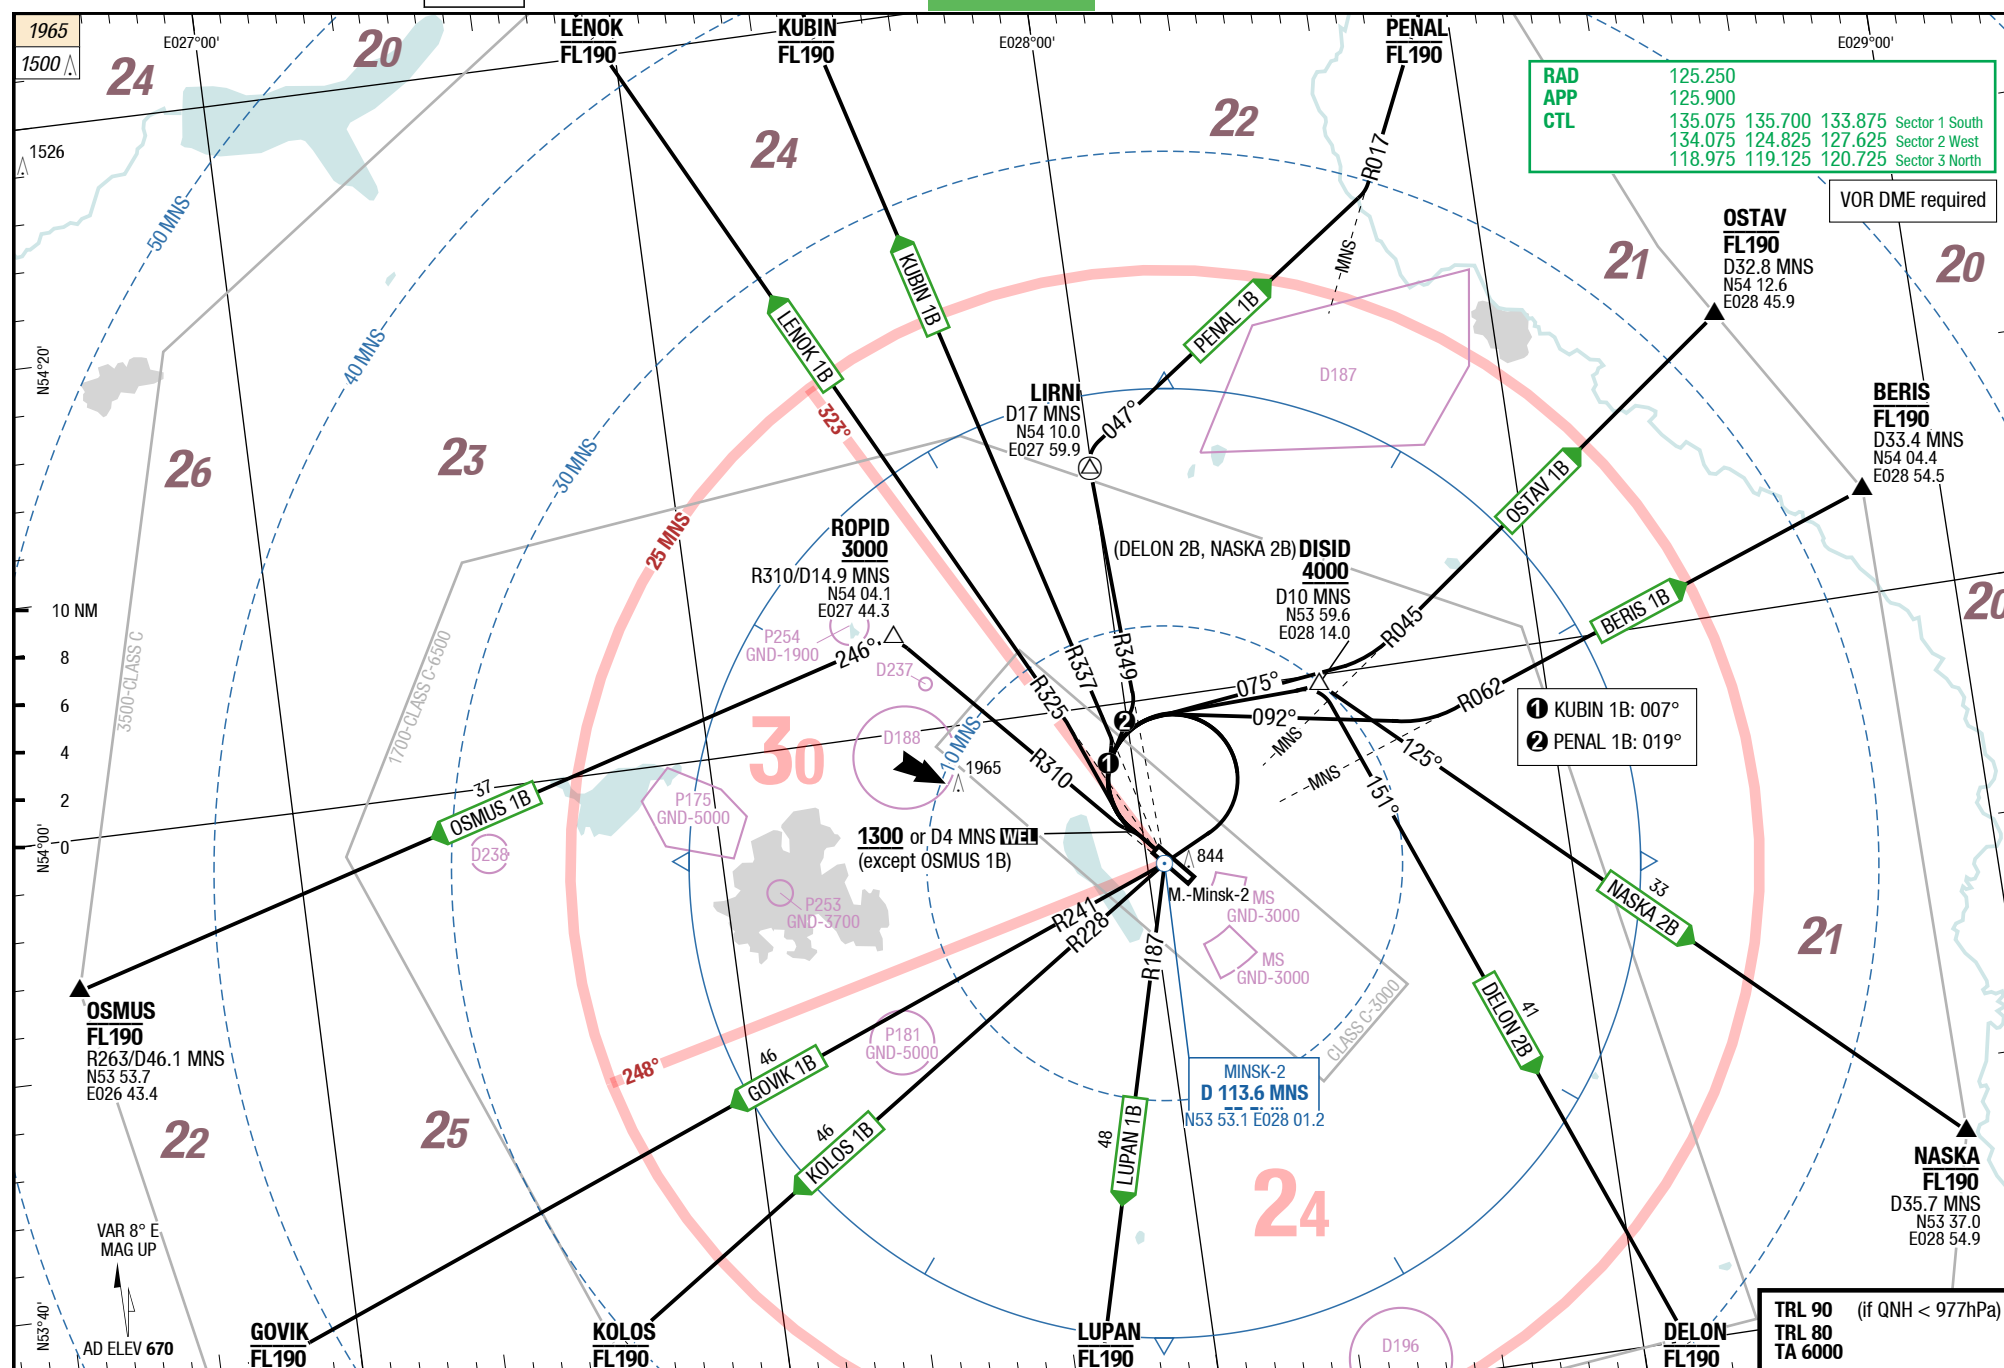 1965
1500
E027°00'
24
20
LENOK
FL190
KUBIN
FL190
E028°00'
PENAL
FL190
E029°00'
RAD 125.250
APP 125.900
CTL 135.075 135.700 133.875 Sector 1 South
134.075 124.825 127.625 Sector 2 West
118.975 119.125 120.725 Sector 3 North
VOR DME required
1526
24
22
R017
50 MNS
OSTAV
FL190
D32.8 MNS
N54 12.6
E028 45.9
21
20
MNS
KUBIN 1B
LENOK 1B
PENAL 1B
40 MNS
N54°20'
D187
LIRNI
D17 MNS
N54 10.0
E027 59.9
047°
323°
BERIS
FL190
D33.4 MNS
N54 04.4
E028 54.5
26
23
30 MNS
OSTAV 1B
25 MNS
ROPID
3000
R310/D14.9 MNS
N54 04.1
E027 44.3
(DELON 2B, NASKA 2B)
DISID
4000
D10 MNS
N53 59.6
E028 14.0
BERIS 1B
20
10 NM
8
6
4
2
0
3500-CLASS C
1700-CLASS C-6500
P254
GND-1900
246°
D237
R325
R337
R349
R045
075°
R062
092°
1 KUBIN 1B: 007°
2 PENAL 1B: 019°
30
D188
10 MNS
1965
2
1
MNS
MNS
125°
151°
R310
37
OSMUS 1B
P175
GND-5000
D238
N54°00'
1300 or D4 MNS WEL
(except OSMUS 1B)
844
M.-Minsk-2
P253
GND-3700
R241
R228
R187
MS
GND-3000
MS
GND-3000
33
NASKA 2B
21
OSMUS
FL190
R263/D46.1 MNS
N53 53.7
E026 43.4
248°
46
GOVIK 1B
P181
GND-5000
46
KOLOS 1B
48
LUPAN 1B
MINSK-2
D 113.6 MNS
N53 53.1 E028 01.2
CLASS C-3000
41
DELON 2B
22
25
24
NASKA
FL190
D35.7 MNS
N53 37.0
E028 54.9
VAR 8° E
MAG UP
AD ELEV 670
N53°40'
GOVIK
FL190
KOLOS
FL190
LUPAN
FL190
D196
DELON
FL190
TRL 90 (if QNH < 977hPa)
TRL 80
TA 6000